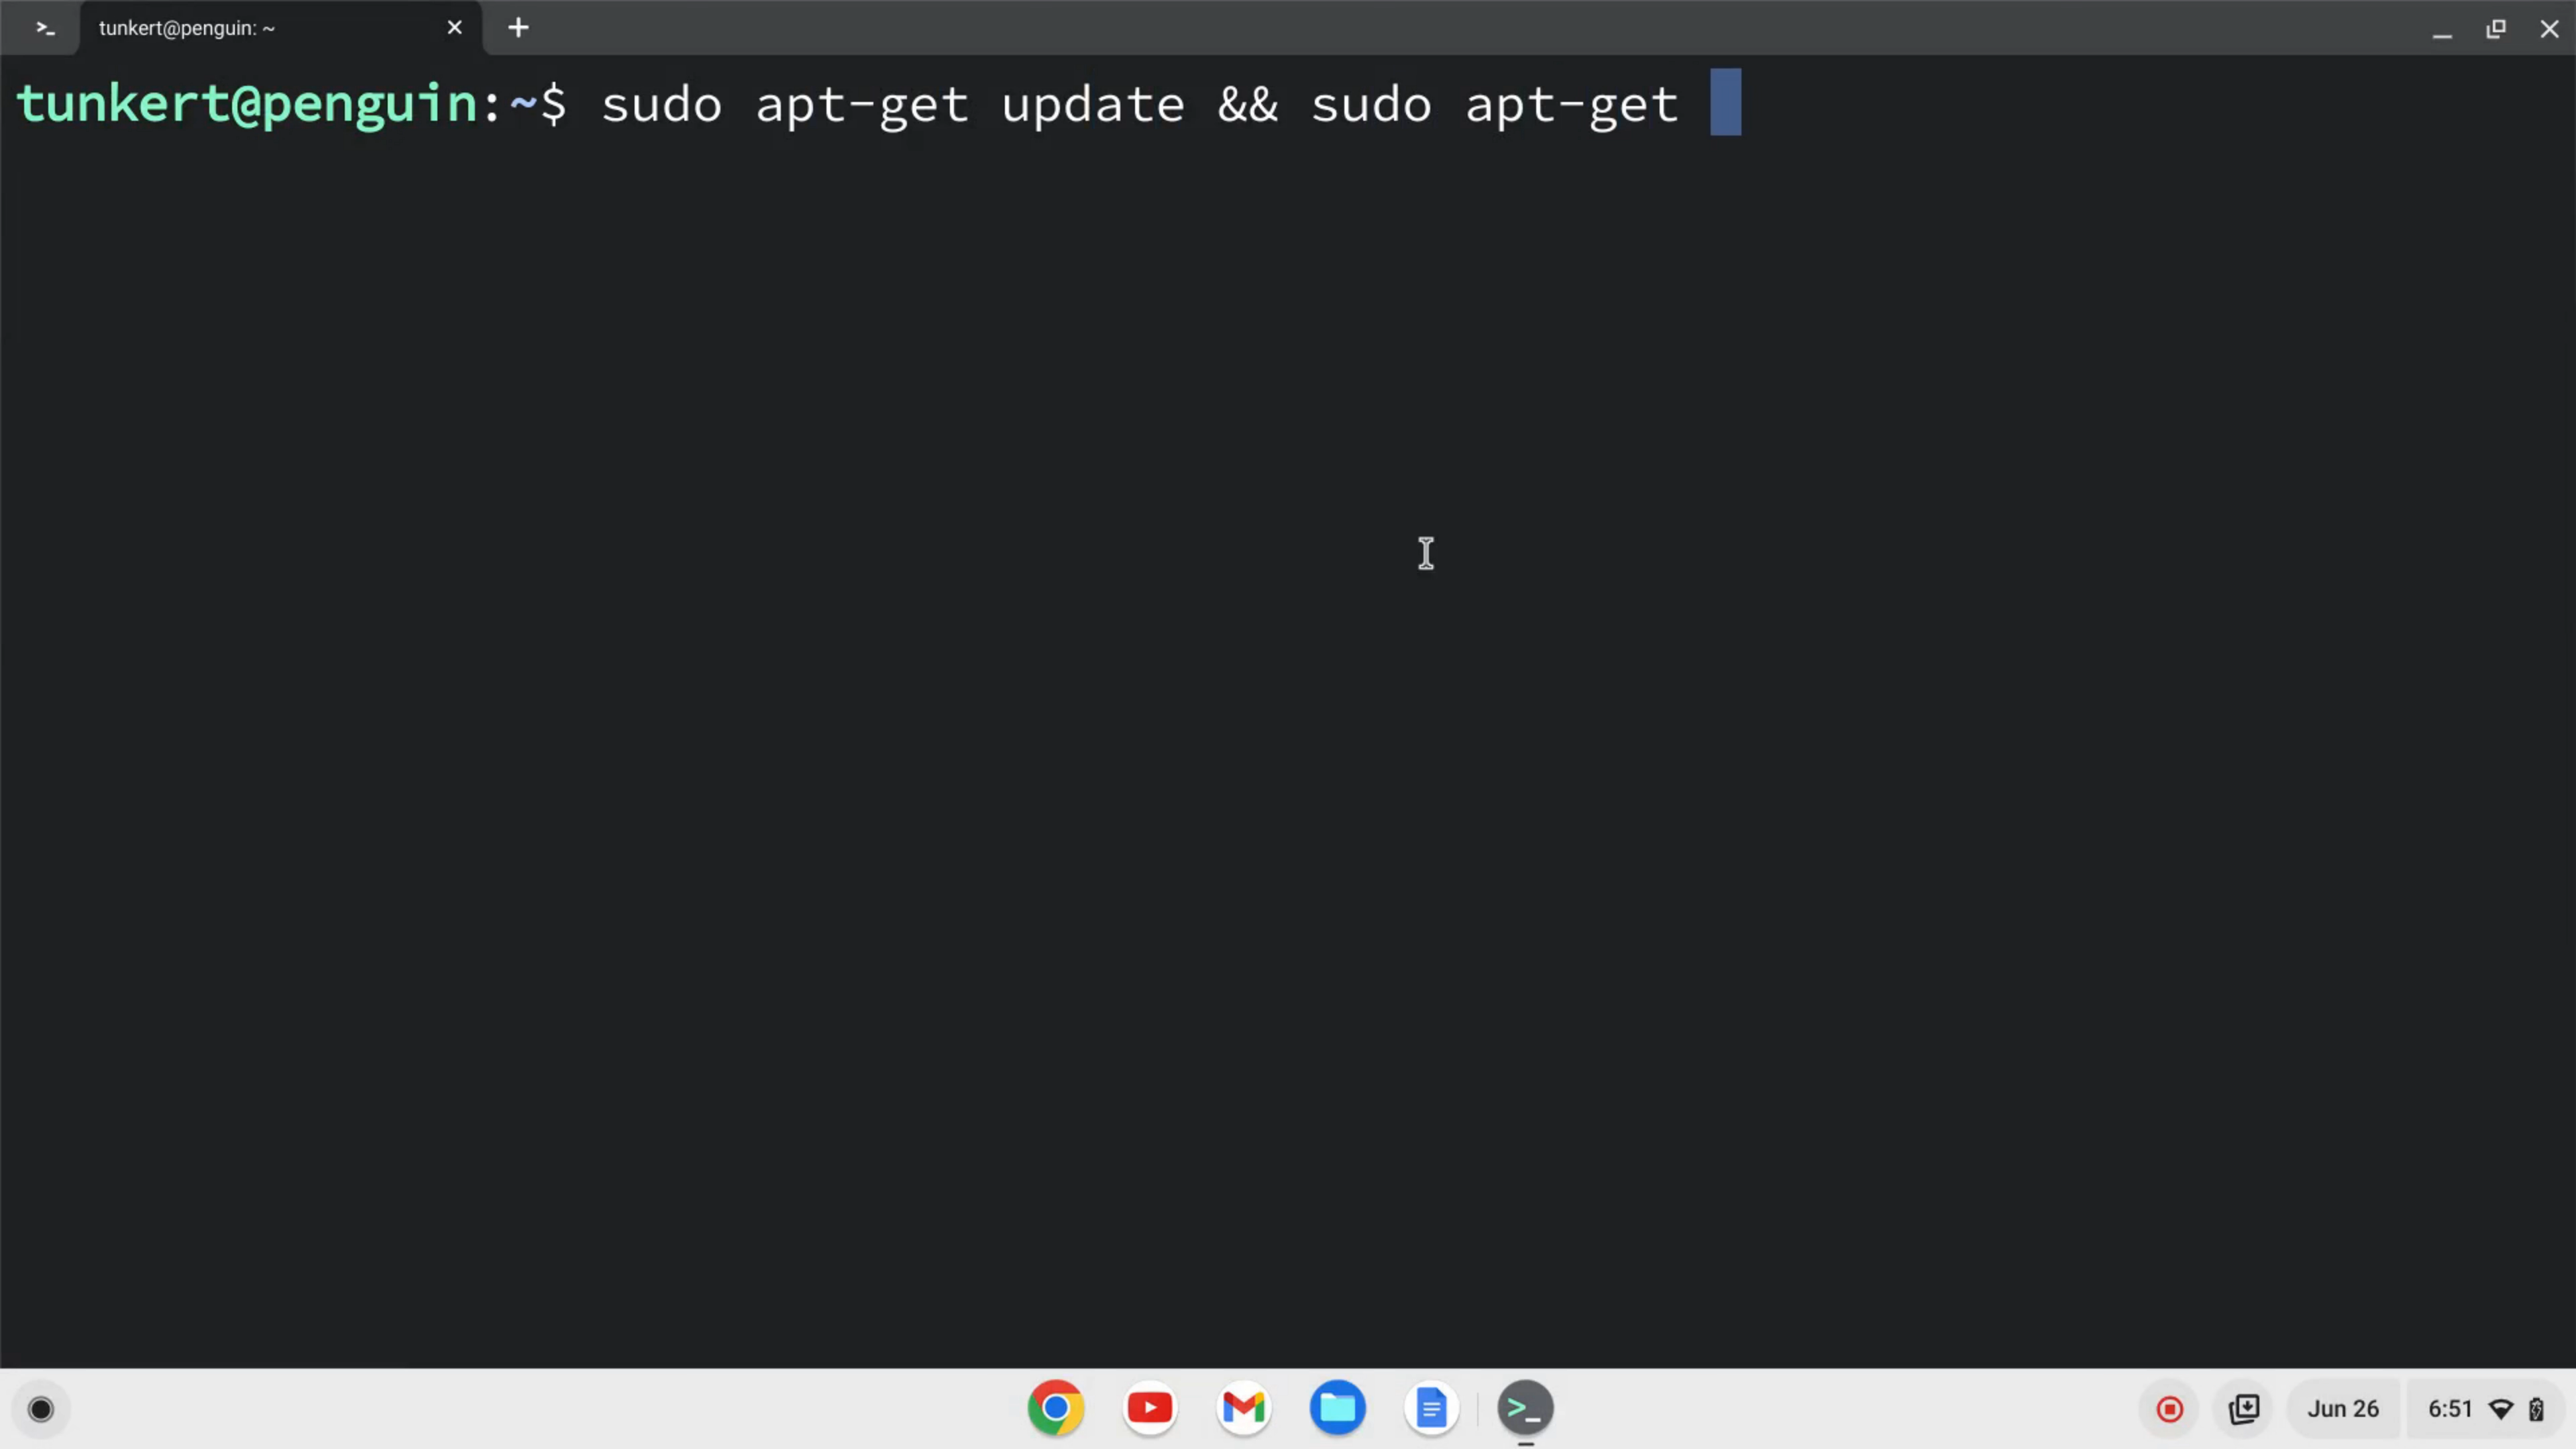 >_ tunkert@penguin: ~
tunkert@penguin:~$ sudo apt-get update && sudo apt-get
>_
Jun 26 6:51